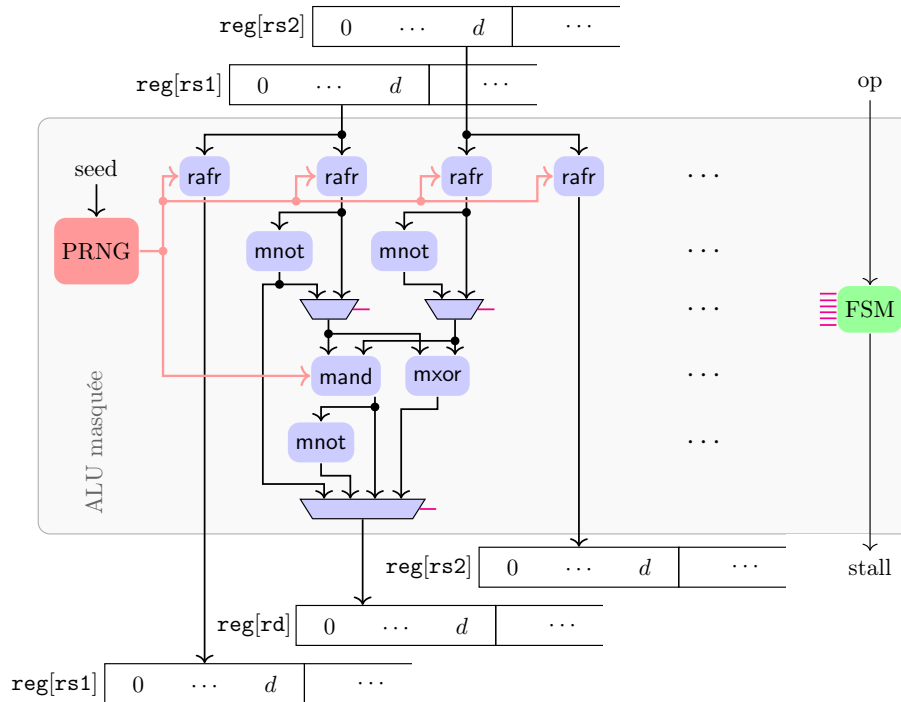 reg[rs2] 0 ⋯ d ⋯
reg[rs1] 0 ⋯ d ⋯
op
seed
rafr rafr rafr rafr ⋯
PRNG mnot mnot ⋯
⋯ FSM
mand mxor ⋯
ALU masquée
mnot ⋯
reg[rs2] 0 ⋯ d ⋯
stall
reg[rd] 0 ⋯ d ⋯
reg[rs1] 0 ⋯ d ⋯